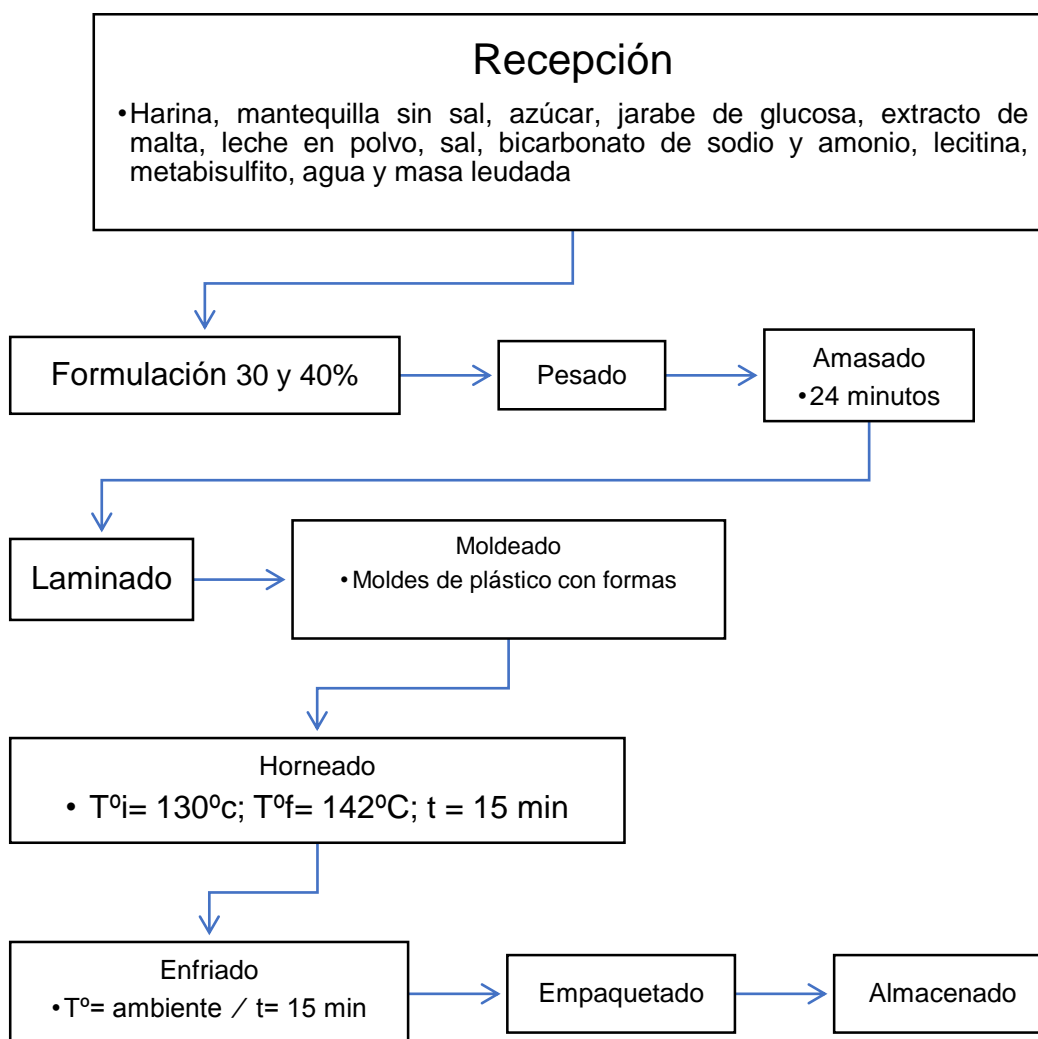 Recepción
•Harina, mantequilla sin sal, azúcar, jarabe de glucosa, extracto de
malta, leche en polvo, sal, bicarbonato de sodio y amonio, lecitina,
metabisulfito, agua y masa leudada
Formulación 30 y 40%
Pesado
Amasado
•24 minutos
Laminado
Moldeado
•Moldes de plástico con formas
Horneado
• Tºi= 130ºc; Tºf= 142ºC; t = 15 min
Enfriado
•Tº= ambiente / t= 15 min
Empaquetado
Almacenado